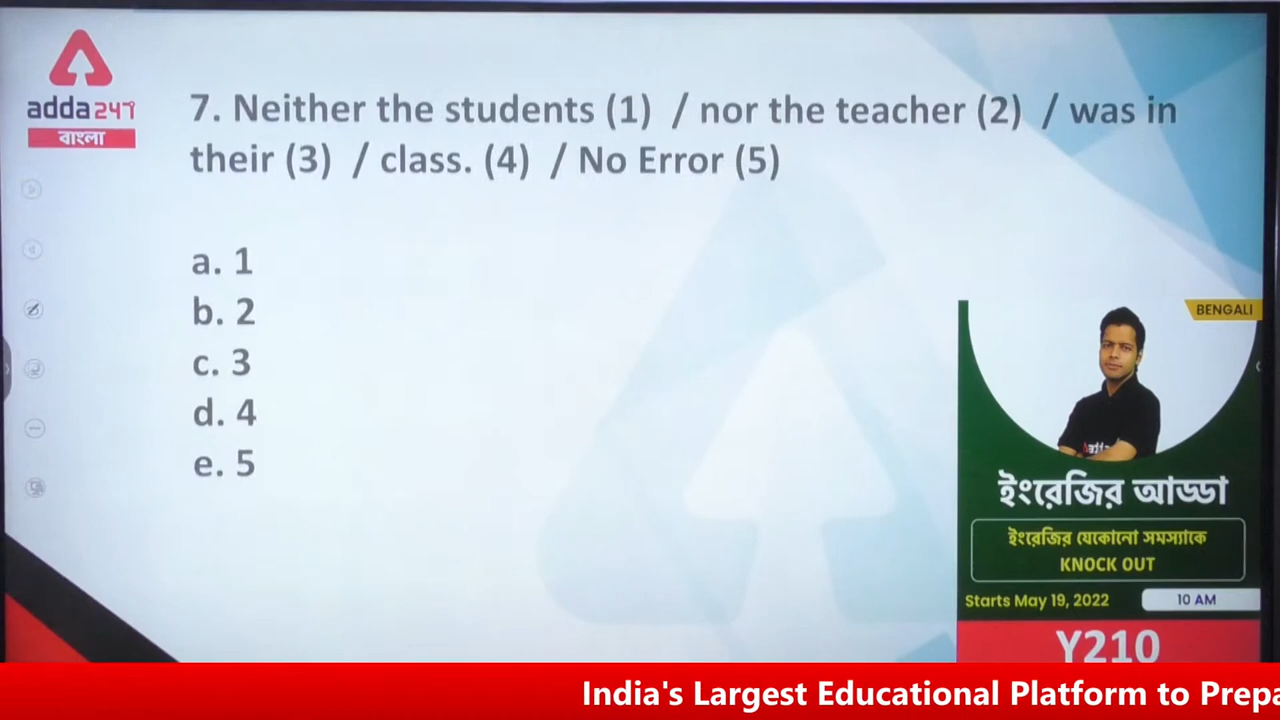 adda247
বাংলা
7. Neither the students (1) / nor the teacher (2) / was in
their (3) / class. (4) / No Error (5)
a. 1
b. 2
c. 3
d. 4
e. 5
BENGALI
ইংরেজির আড্ডা
ইংরেজির যেকোনো সমস্যাকে
KNOCK OUT
Starts May 19, 2022
10 AM
Y210
India's Largest Educational Platform to Prepa